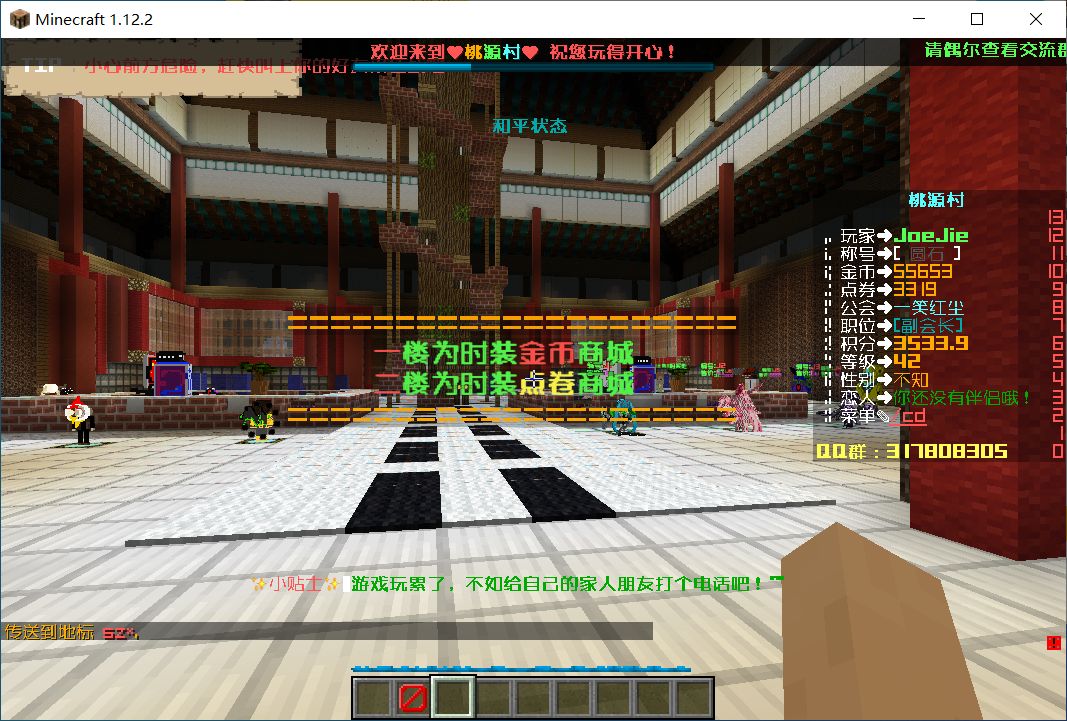 Minecraft 1.12.2
欢迎来到❤桃源村❤ 祝您玩得开心！
请偶尔查看交流群
TIP
小心前方危险，赶快叫上你的好
和平状态
桃源村
13
玩家➜JoeJie 12
称号➜[ 圆石 ] 11
金币➜55653 10
点券➜3319 9
公会➜一笑红尘 8
职位➜[副会长] 7
积分➜3533.9 6
等级➜42 5
性别➜不知 4
恋人➜你还没有伴侣哦！ 3
菜单✎/cd 2
1
QQ群：317808305 0
一楼为时装金币商城
二楼为时装点卷商城
✨小贴士✨ 游戏玩累了，不如给自己的家人朋友打个电话吧！~
传送到地标 szx.